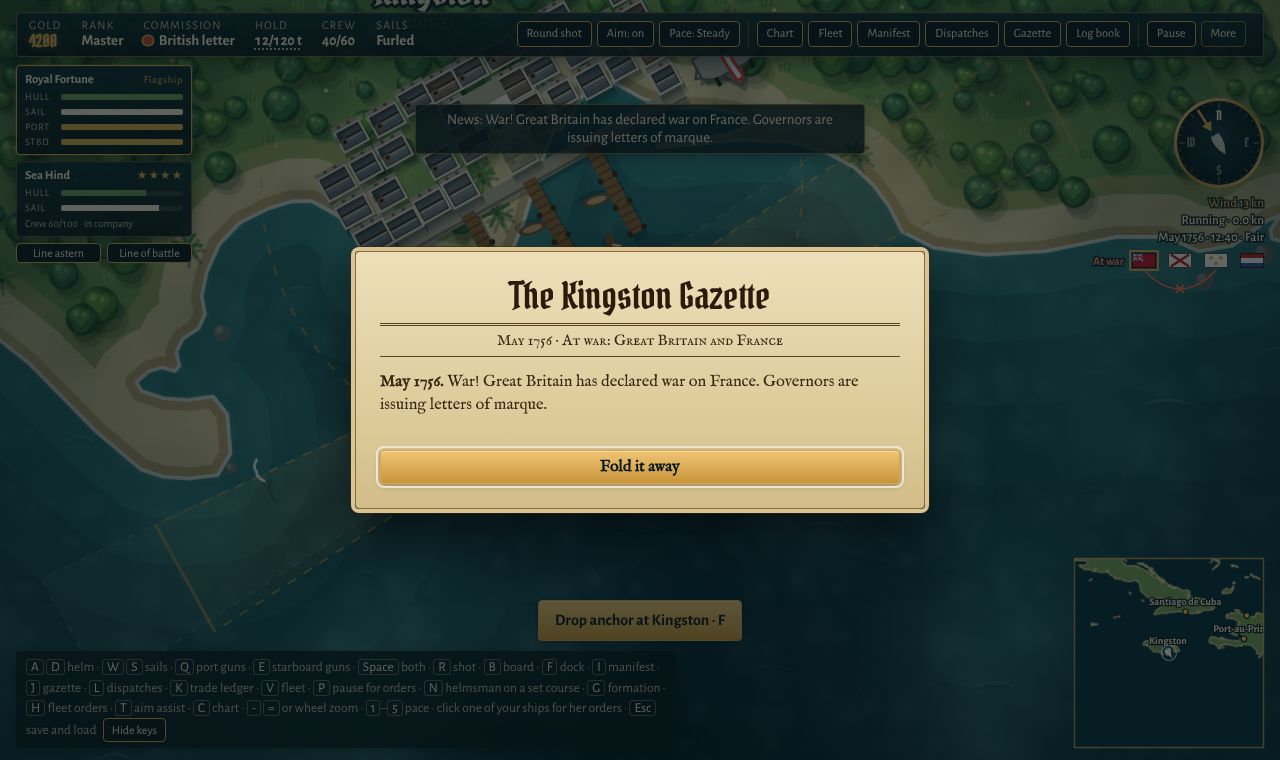 Kingston
BRITISH
GOLD
4200
RANK
Master
COMMISSION
British letter
HOLD
12/120 t
CREW
40/60
SAILS
Furled
Round shot
Aim: on
Pace: Steady
Chart
Fleet
Manifest
Dispatches
Gazette
Log book
Pause
More
Royal Fortune Flagship
HULL
SAIL
PORT
STBD
Sea Hind ★★★★
HULL
SAIL
Crew 60/100 · in company
Line astern
Line of battle
News: War! Great Britain has declared war on France. Governors are
issuing letters of marque.
N
E
S
Wind 13 kn
Running · 0.0 kn
May 1756 · 12:40 · Fair
At war
The Kingston Gazette
May 1756 · At war: Great Britain and France
May 1756. War! Great Britain has declared war on France. Governors are
issuing letters of marque.
Fold it away
Drop anchor at Kingston · F
A D helm · W S sails · Q port guns · E starboard guns · Space both · R shot · B board · F dock · I manifest ·
J gazette · L dispatches · K trade ledger · V fleet · P pause for orders · N helmsman on a set course · G formation ·
H fleet orders · T aim assist · C chart · - = or wheel zoom · 1–5 pace · click one of your ships for her orders · Esc
save and load Hide keys
Santiago de Cuba
Port-au-Prin
Kingston